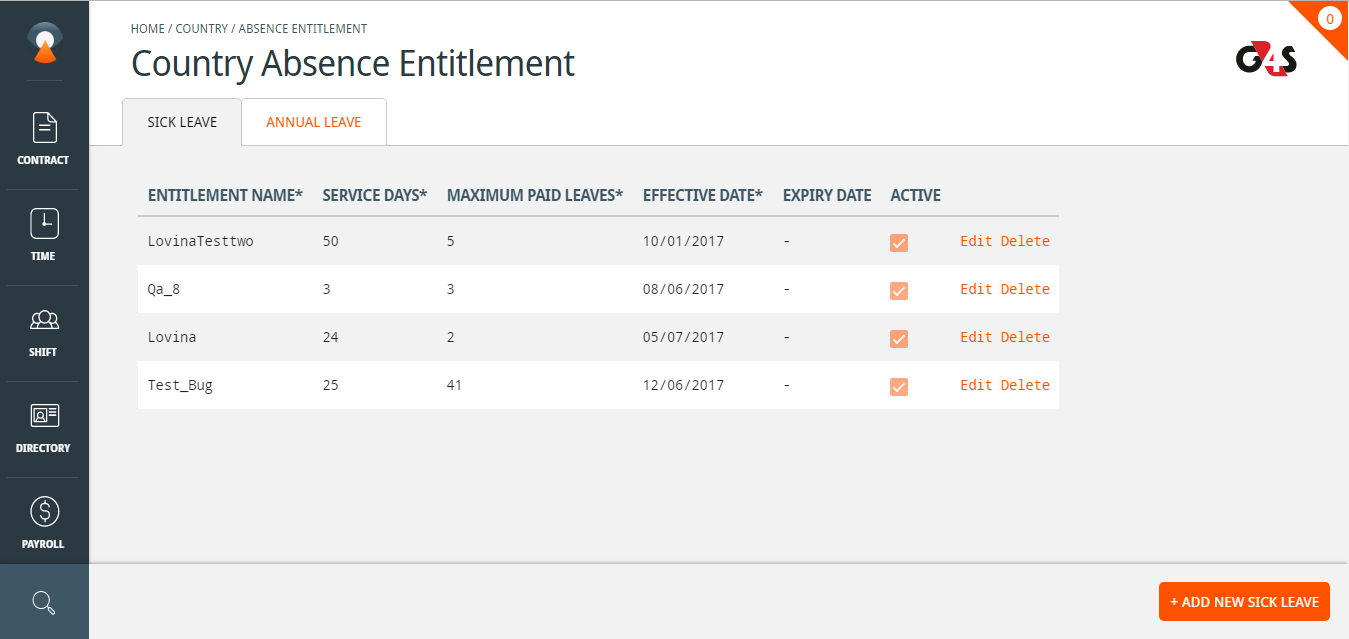 HOME / COUNTRY / ABSENCE ENTITLEMENT
0
Country Absence Entitlement
G4S
SICK LEAVE ANNUAL LEAVE
CONTRACT
TIME
SHIFT
DIRECTORY
PAYROLL
ENTITLEMENT NAME* SERVICE DAYS* MAXIMUM PAID LEAVES* EFFECTIVE DATE* EXPIRY DATE ACTIVE
LovinaTesttwo 50 5 10/01/2017 - Edit Delete
Qa_8 3 3 08/06/2017 - Edit Delete
Lovina 24 2 05/07/2017 - Edit Delete
Test_Bug 25 41 12/06/2017 - Edit Delete
+ ADD NEW SICK LEAVE